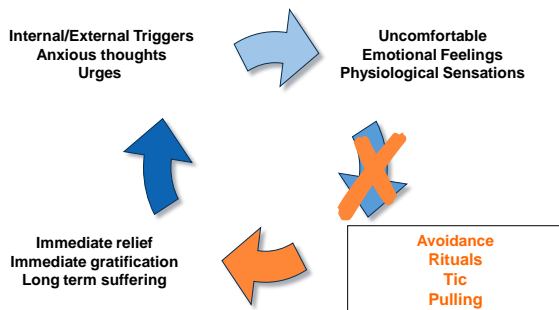 Internal/External Triggers
Anxious thoughts
Urges
Uncomfortable
Emotional Feelings
Physiological Sensations
Immediate relief
Immediate gratification
Long term suffering
Avoidance
Rituals
Tic
Pulling